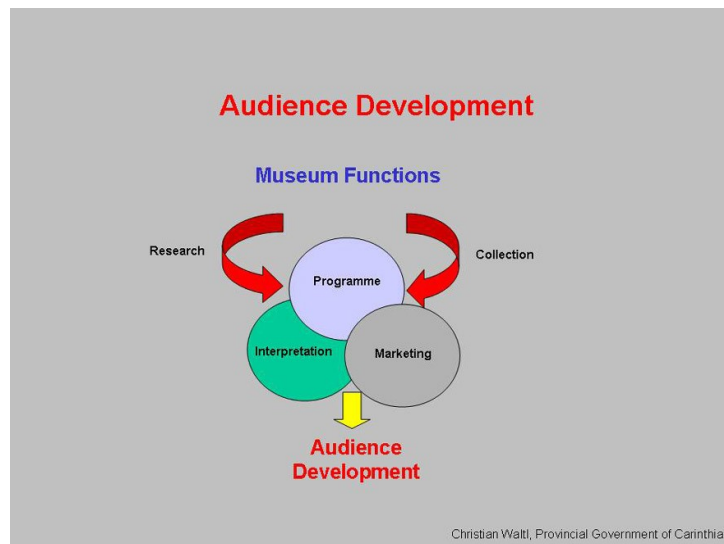 Audience Development
Museum Functions
Research
Collection
Programme
Interpretation
Marketing
Audience
Development
Christian Waltl, Provincial Government of Carinthia